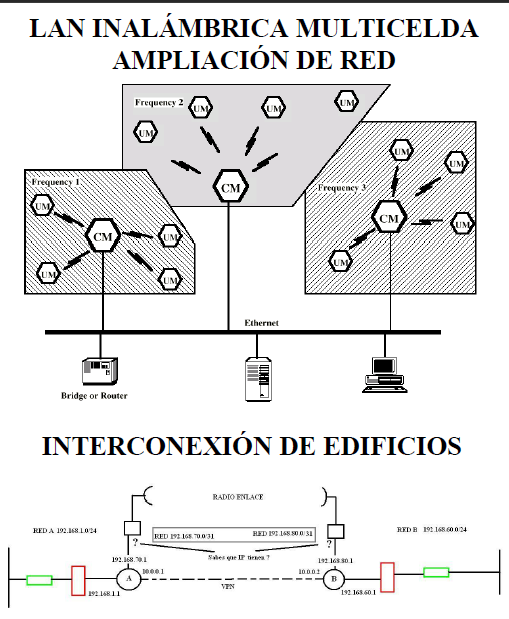 LAN INALÁMBRICA MULTICELDA
AMPLIACIÓN DE RED
Frequency 2
UM
UM
UM
UM
CM
Frequency 1
UM
CM
UM
UM
UM
Frequency 3
UM
UM
CM
UM
UM
Ethernet
Bridge or Router
INTERCONEXIÓN DE EDIFICIOS
RADIO ENLACE
RED A 192.168.1.0/24
RED B 192.168.60.0/24
RED 192.168.70.0/31
RED 192.168.80.0/31
?
?
Sabes que IP tienen ?
192.168.70.1
192.168.80.1
10.0.0.1
10.0.0.2
A
B
VPN
192.168.1.1
192.168.60.1